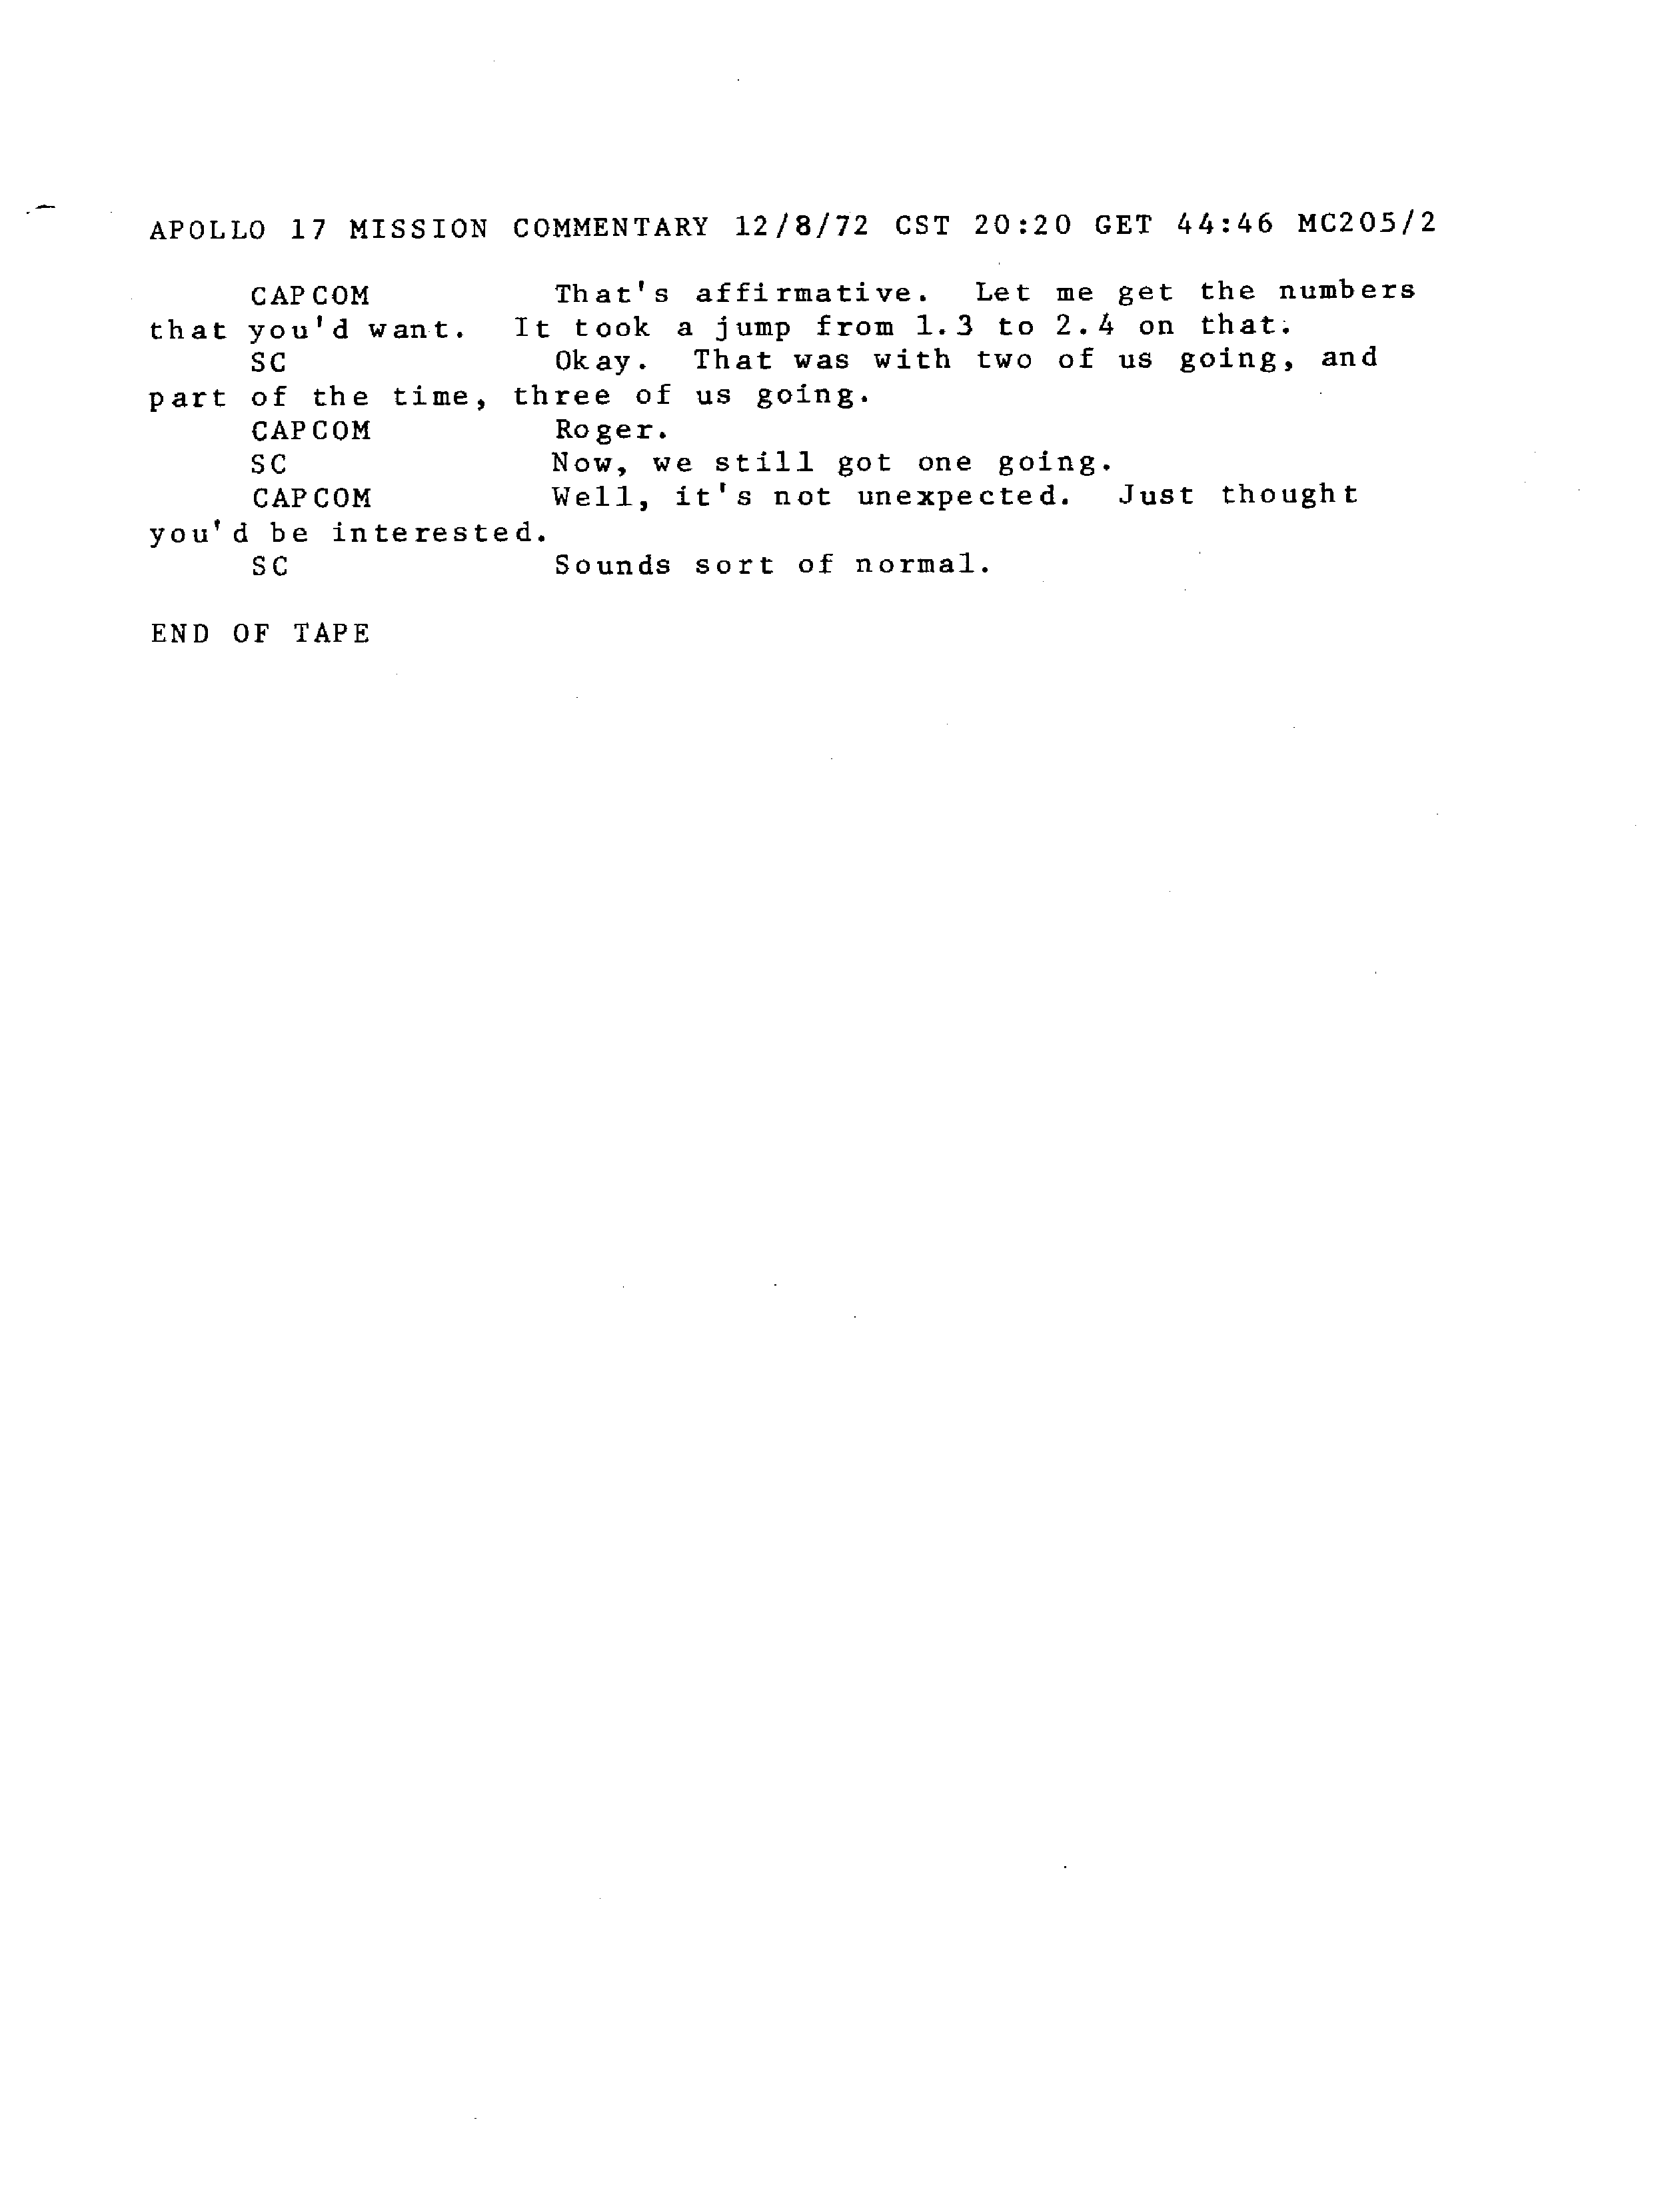 APOLLO 17 MISSION COMMENTARY 12/8/72 CST 20:20 GET 44:46 MC205/2
CAPCOM That's affirmative. Let me get the numbers
that you'd want. It took a jump from 1.3 to 2.4 on that.
SC Okay. That was with two of us going, and
part of the time, three of us going.
CAPCOM Roger.
SC Now, we still got one going.
CAPCOM Well, it's not unexpected. Just thought
you'd be interested.
SC Sounds sort of normal.
END OF TAPE